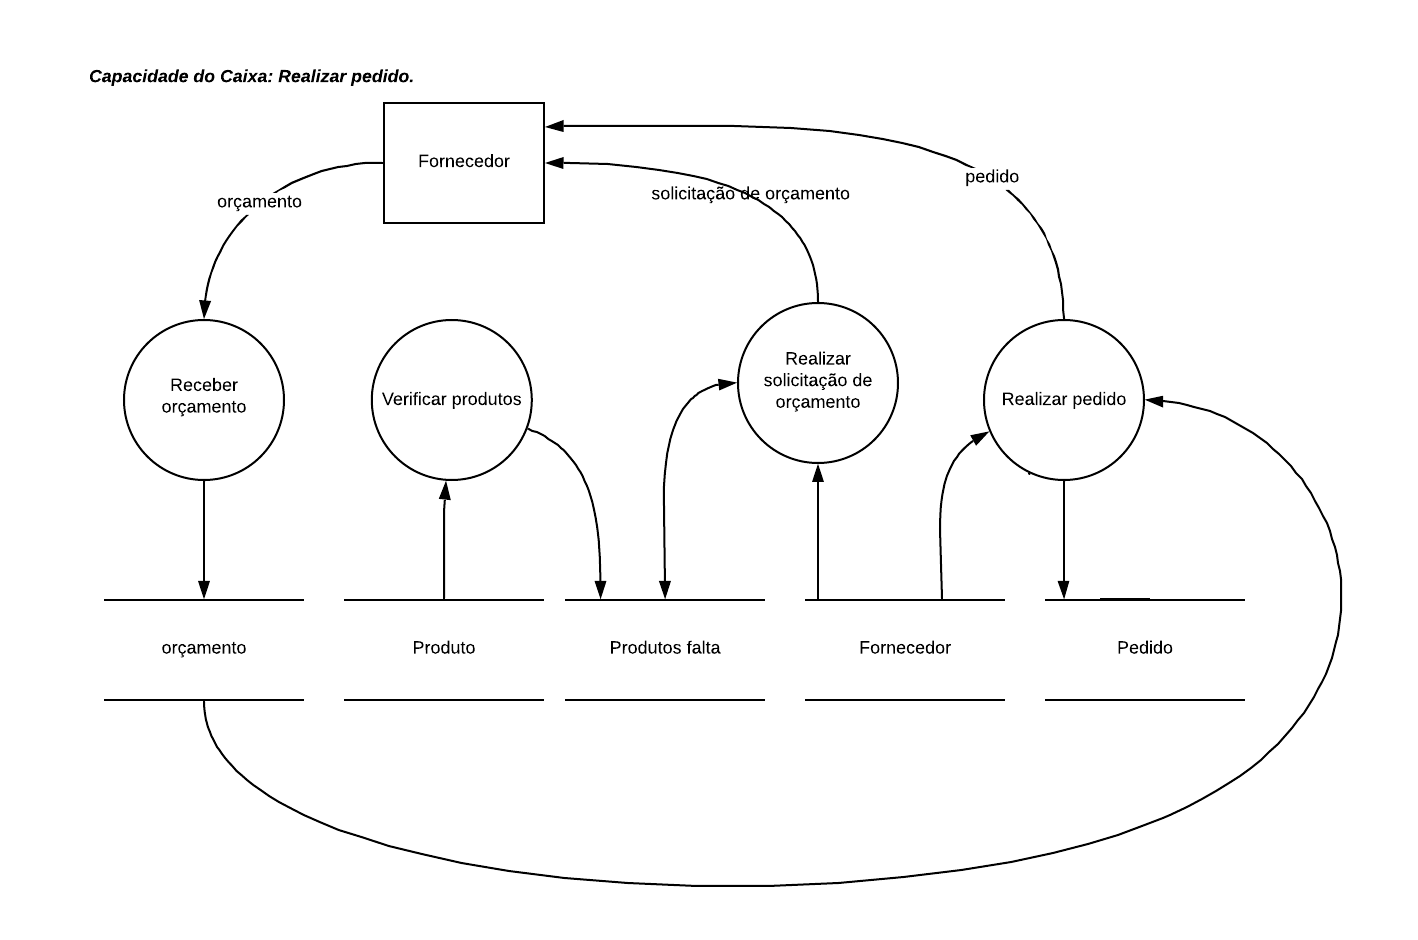 Capacidade do Caixa: Realizar pedido.
Fornecedor
pedido
solicitação de orçamento
orçamento
Receber
orçamento
Verificar produtos
Realizar
solicitação de
orçamento
Realizar pedido
orçamento
Produto
Produtos falta
Fornecedor
Pedido